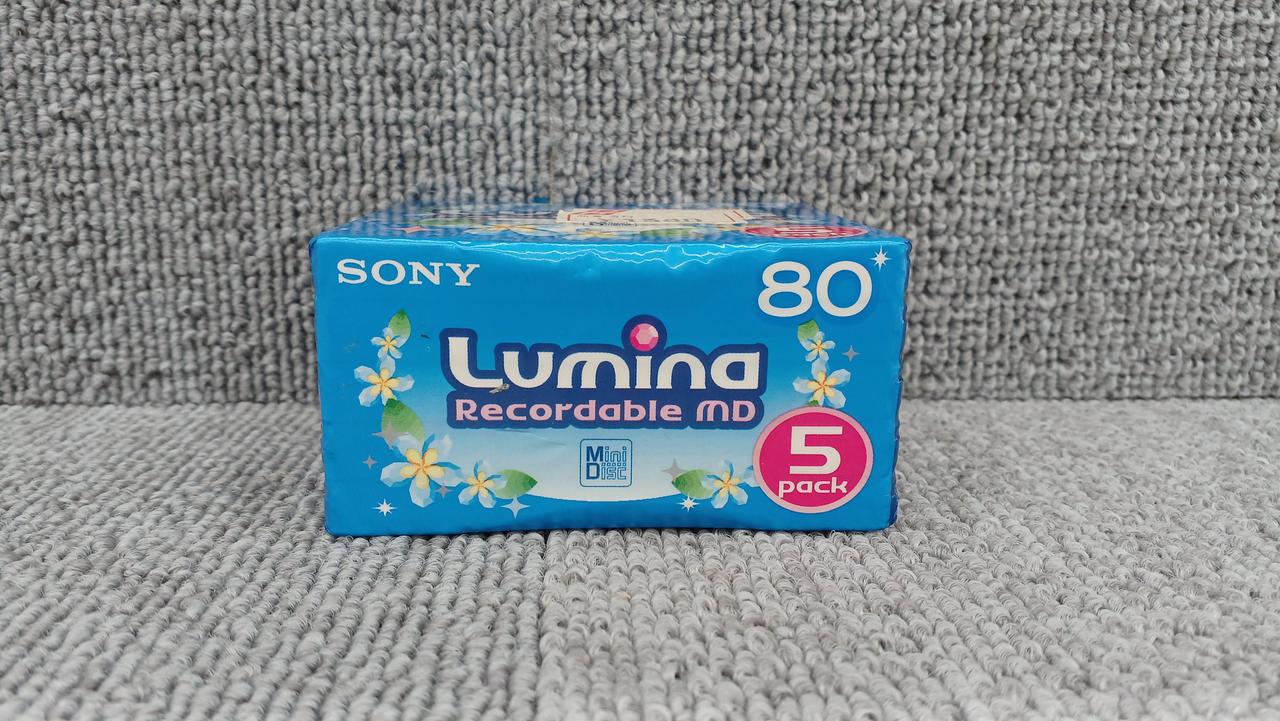 SONY
80
Lumina
Recordable MD
Mini
Disc
5
pack